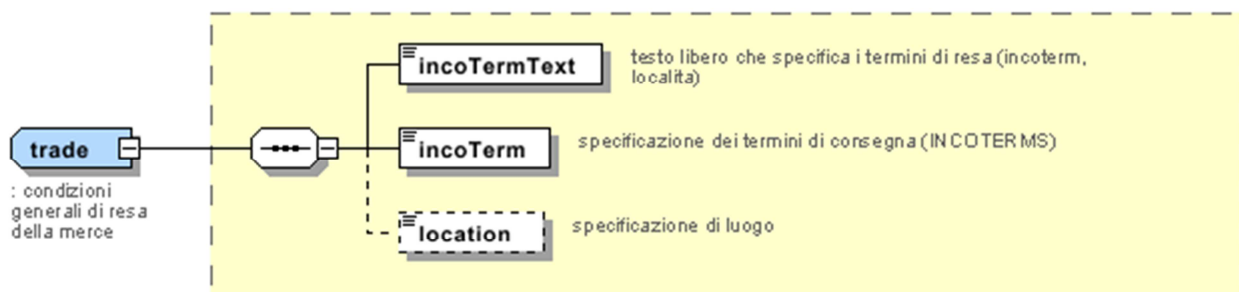 incoTermText
testo libero che specifica i termini di resa (incoterm,
localita)
trade
incoTerm
specificazione dei termini di consegna (INCOTERMS)
: condizioni
generali di resa
della merce
location
specificazione di luogo